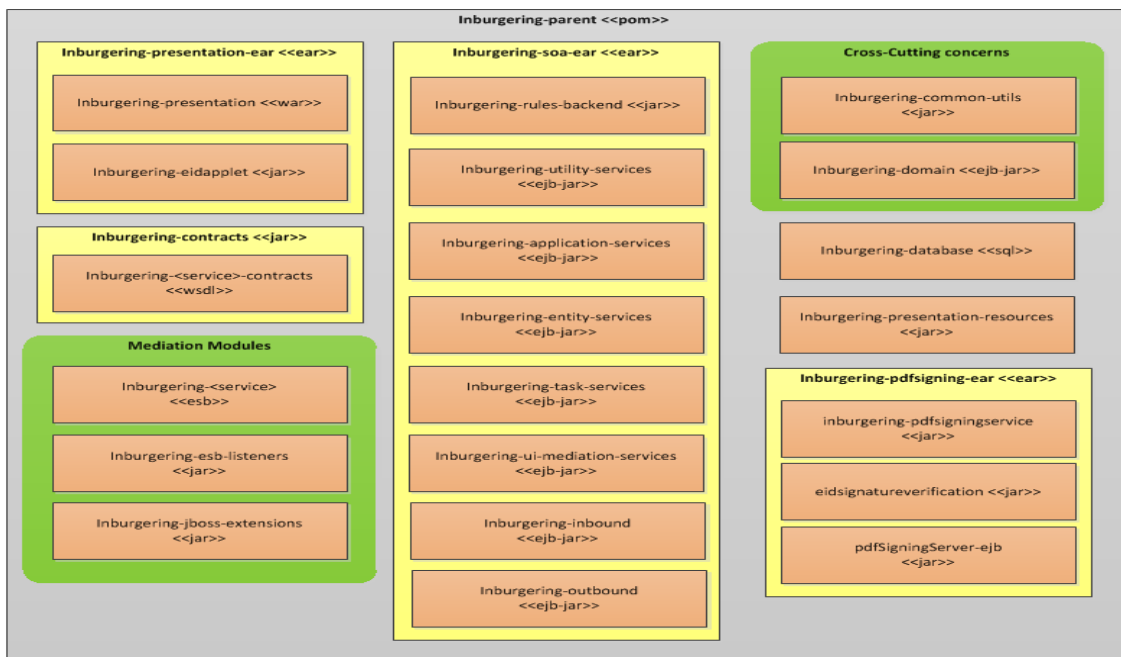 Inburgering-parent <<pom>>
Inburgering-presentation-ear <<ear>>
Inburgering-presentation <<war>>
Inburgering-eidapplet <<jar>>
Inburgering-contracts <<jar>>
Inburgering-<service>-contracts
<<wsdl>>
Mediation Modules
Inburgering-<service>
<<esb>>
Inburgering-esb-listeners
<<jar>>
Inburgering-jboss-extensions
<<jar>>
Inburgering-soa-ear <<ear>>
Inburgering-rules-backend <<jar>>
Inburgering-utility-services
<<ejb-jar>>
Inburgering-application-services
<<ejb-jar>>
Inburgering-entity-services
<<ejb-jar>>
Inburgering-task-services
<<ejb-jar>>
Inburgering-ui-mediation-services
<<ejb-jar>>
Inburgering-inbound
<<ejb-jar>>
Inburgering-outbound
<<ejb-jar>>
Cross-Cutting concerns
Inburgering-common-utils
<<jar>>
Inburgering-domain <<ejb-jar>>
Inburgering-database <<sql>>
Inburgering-presentation-resources
<<jar>>
Inburgering-pdfsigning-ear <<ear>>
inburgering-pdfsigningservice
<<jar>>
eidsignatureverification <<jar>>
pdfSigningServer-ejb
<<jar>>